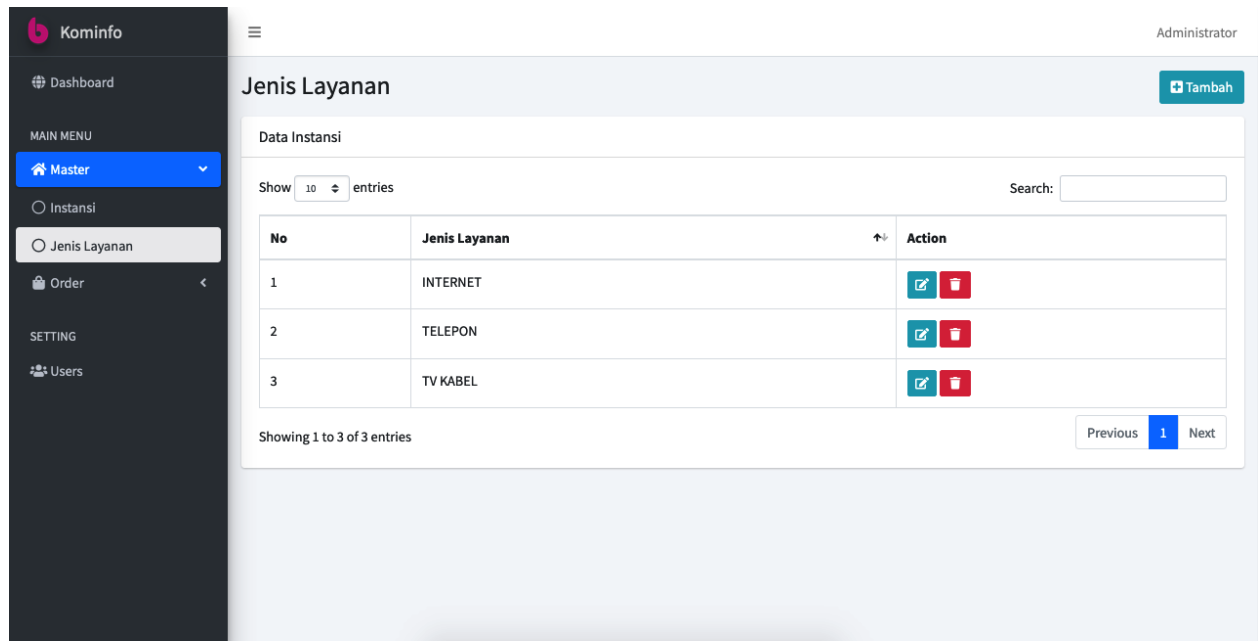 Kominfo
Administrator
Dashboard
Jenis Layanan
Tambah
MAIN MENU
Data Instansi
Master
Show 10 entries
Search:
Instansi
No Jenis Layanan Action
Jenis Layanan
1 INTERNET
Order
2 TELEPON
SETTING
Users
3 TV KABEL
Showing 1 to 3 of 3 entries
Previous 1 Next